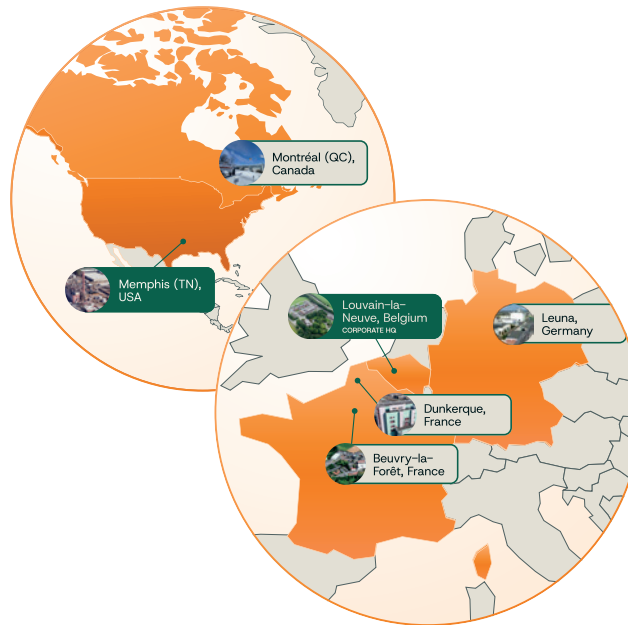 Montréal (QC),
Canada
Memphis (TN),
USA
Louvain-la-
Neuve, Belgium
CORPORATE HQ
Leuna,
Germany
Dunkerque,
France
Beuvry-la-
Forêt, France